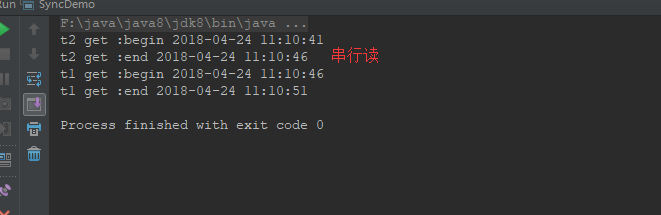 Run SyncDemo
F:\java\java8\jdk8\bin\java ...
t2 get :begin 2018-04-24 11:10:41
t2 get :end 2018-04-24 11:10:46 串行读
t1 get :begin 2018-04-24 11:10:46
t1 get :end 2018-04-24 11:10:51
Process finished with exit code 0